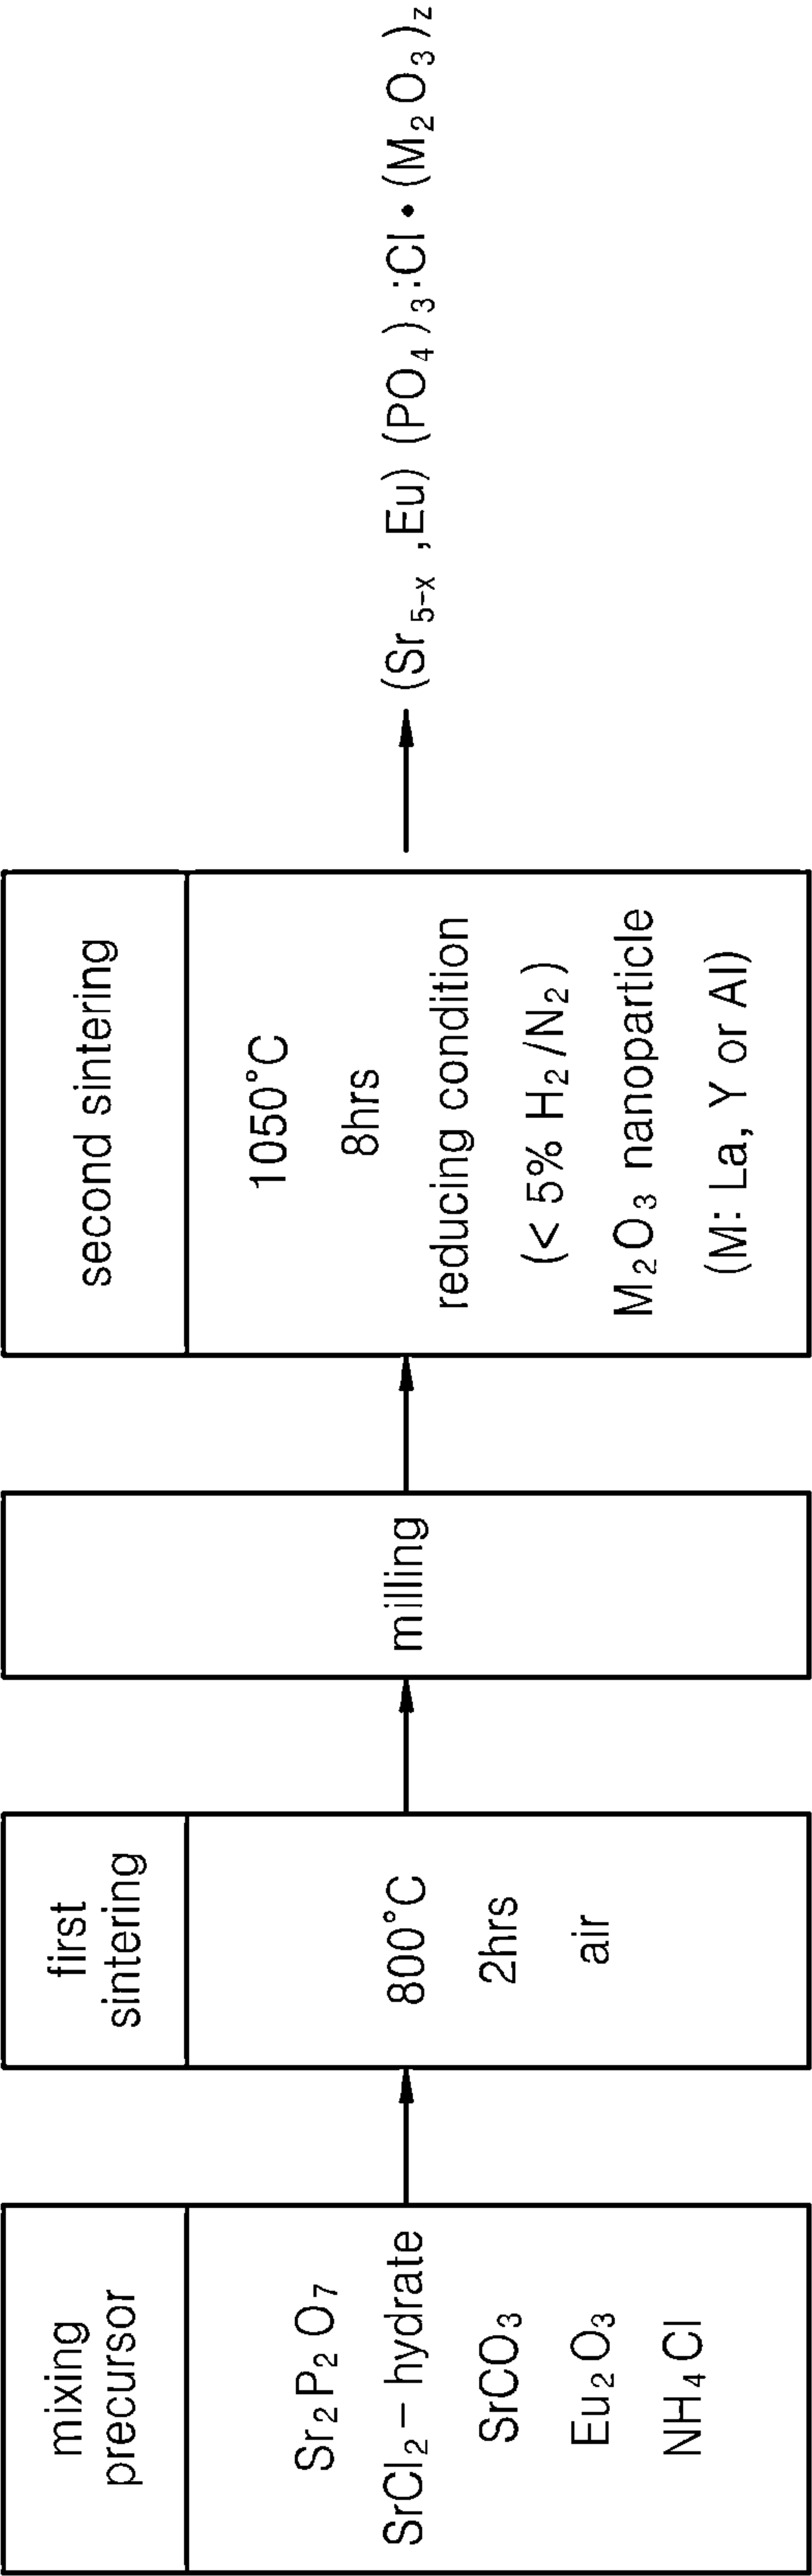 mixing
precursor
Sr₂P₂O₇
SrCl₂ – hydrate
SrCO₃
Eu₂O₃
NH₄Cl
first
sintering
800°C
2hrs
air
milling
second sintering
1050°C
8hrs
reducing condition
(< 5% H₂/N₂)
M₂O₃ nanoparticle
(M: La, Y or Al)
(Sr₅₋ₓ ,Eu) (PO₄)₃:Cl • (M₂O₃)z